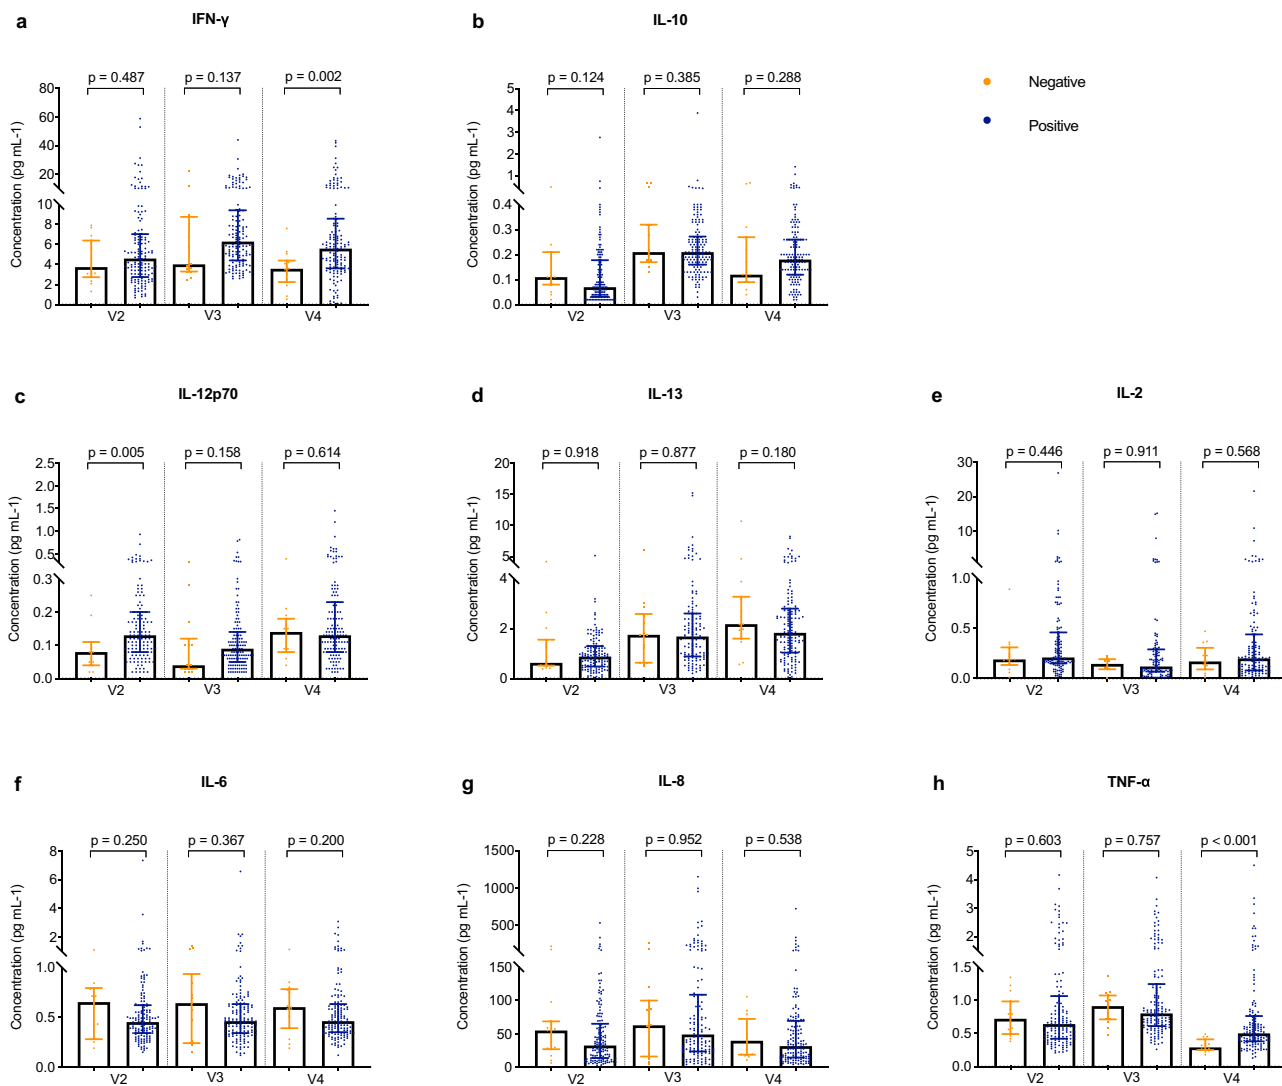 a
IFN-γ
p = 0.487
p = 0.137
p = 0.002
Concentration (pg mL-1)
80
60
40
20
10
8
6
4
2
0
V2
V3
V4
b
IL-10
p = 0.124
p = 0.385
p = 0.288
Concentration (pg mL-1)
5
4
3
2
1
0.4
0.3
0.2
0.1
0.0
V2
V3
V4
Negative
Positive
c
IL-12p70
p = 0.005
p = 0.158
p = 0.614
Concentration (pg mL-1)
2.5
2.0
1.5
1.0
0.5
0.3
0.2
0.1
0.0
V2
V3
V4
d
IL-13
p = 0.918
p = 0.877
p = 0.180
Concentration (pg mL-1)
20
15
10
5
4
2
0
V2
V3
V4
e
IL-2
p = 0.446
p = 0.911
p = 0.568
Concentration (pg mL-1)
30
20
10
1.0
0.5
0.0
V2
V3
V4
f
IL-6
p = 0.250
p = 0.367
p = 0.200
Concentration (pg mL-1)
8
6
4
2
1.0
0.5
0.0
V2
V3
V4
g
IL-8
p = 0.228
p = 0.952
p = 0.538
Concentration (pg mL-1)
1500
1000
500
150
100
50
0
V2
V3
V4
h
TNF-α
p = 0.603
p = 0.757
p < 0.001
Concentration (pg mL-1)
5
4
3
2
1.5
1.0
0.5
0.0
V2
V3
V4